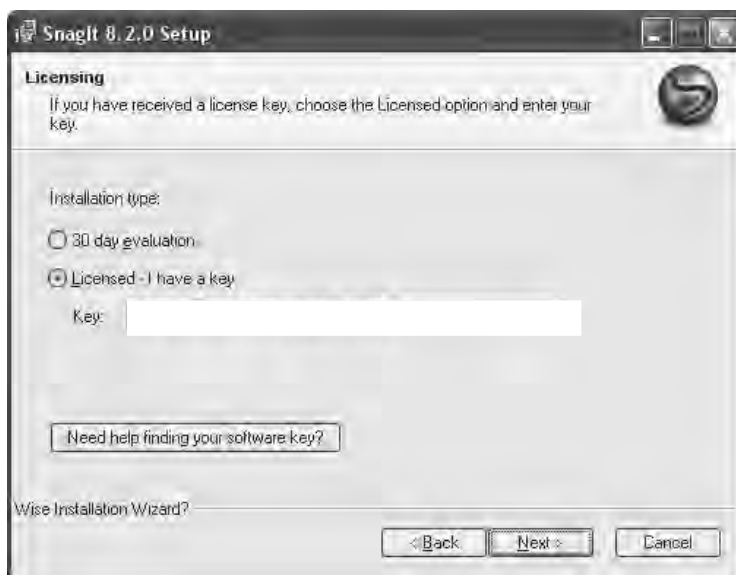 SnagIt 8.2.0 Setup
Licensing
If you have received a license key, choose the Licensed option and enter your
key.
Installation type:
30 day evaluation
Licensed - I have a key
Key:
Need help finding your software key?
Wise Installation Wizard?
<Back Next> Cancel